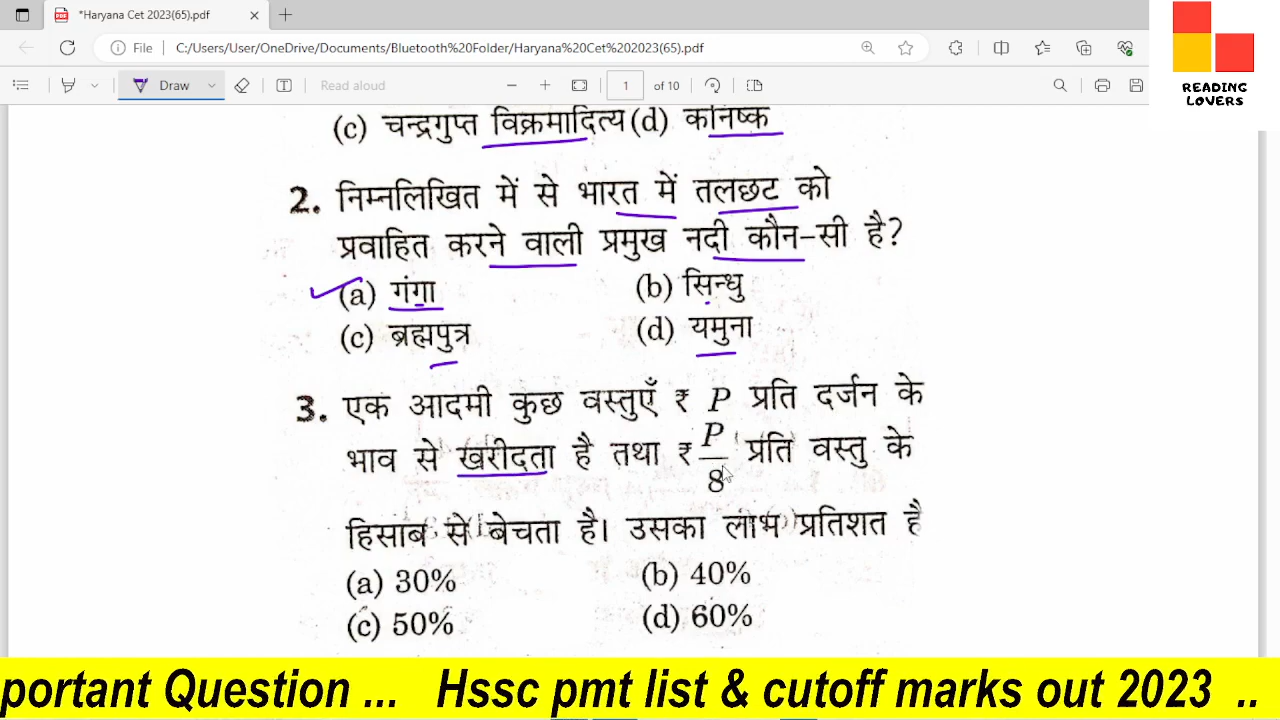 *Haryana Cet 2023(65).pdf
File C:/Users/User/OneDrive/Documents/Bluetooth%20Folder/Haryana%20Cet%202023(65).pdf
READING
LOVERS
Draw Read aloud 1 of 10
(c) चन्द्रगुप्त विक्रमादित्य (d) कनिष्क
2. निम्नलिखित में से भारत में तलछट को
प्रवाहित करने वाली प्रमुख नदी कौन-सी है?
(a) गंगा (b) सिन्धु
(c) ब्रह्मपुत्र (d) यमुना
3. एक आदमी कुछ वस्तुएँ ₹ P प्रति दर्जन के
भाव से खरीदता है तथा ₹ P/8 प्रति वस्तु के
हिसाब से बेचता है। उसका लाभ प्रतिशत है
(a) 30% (b) 40%
(c) 50% (d) 60%
portant Question ... Hssc pmt list & cutoff marks out 2023 ..